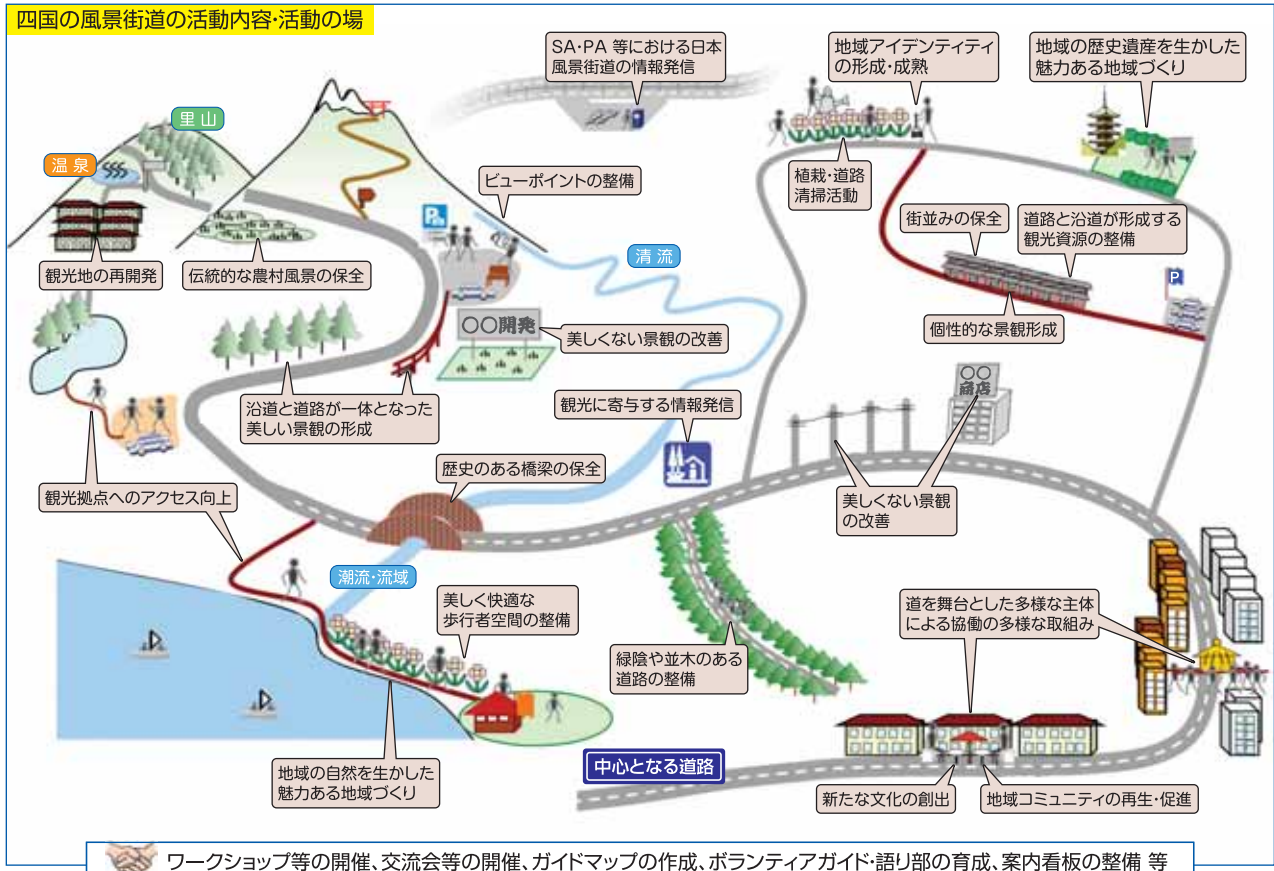 四国の風景街道の活動内容・活動の場
SA・PA 等における日本
風景街道の情報発信
地域アイデンティティ
の形成・成熟
地域の歴史遺産を生かした
魅力ある地域づくり
里山
温泉
ビューポイントの整備
植栽・道路
清掃活動
街並みの保全
道路と沿道が形成する
観光資源の整備
清流
観光地の再開発
伝統的な農村風景の保全
P
P
〇〇開発
美しくない景観の改善
個性的な景観形成
〇〇
商店
沿道と道路が一体となった
美しい景観の形成
観光に寄与する情報発信
歴史のある橋梁の保全
観光拠点へのアクセス向上
美しくない景観
の改善
潮流・流域
美しく快適な
歩行者空間の整備
緑陰や並木のある
道路の整備
道を舞台とした多様な主体
による協働の多様な取組み
地域の自然を生かした
魅力ある地域づくり
中心となる道路
新たな文化の創出
地域コミュニティの再生・促進
ワークショップ等の開催、交流会等の開催、ガイドマップの作成、ボランティアガイド・語り部の育成、案内看板の整備 等